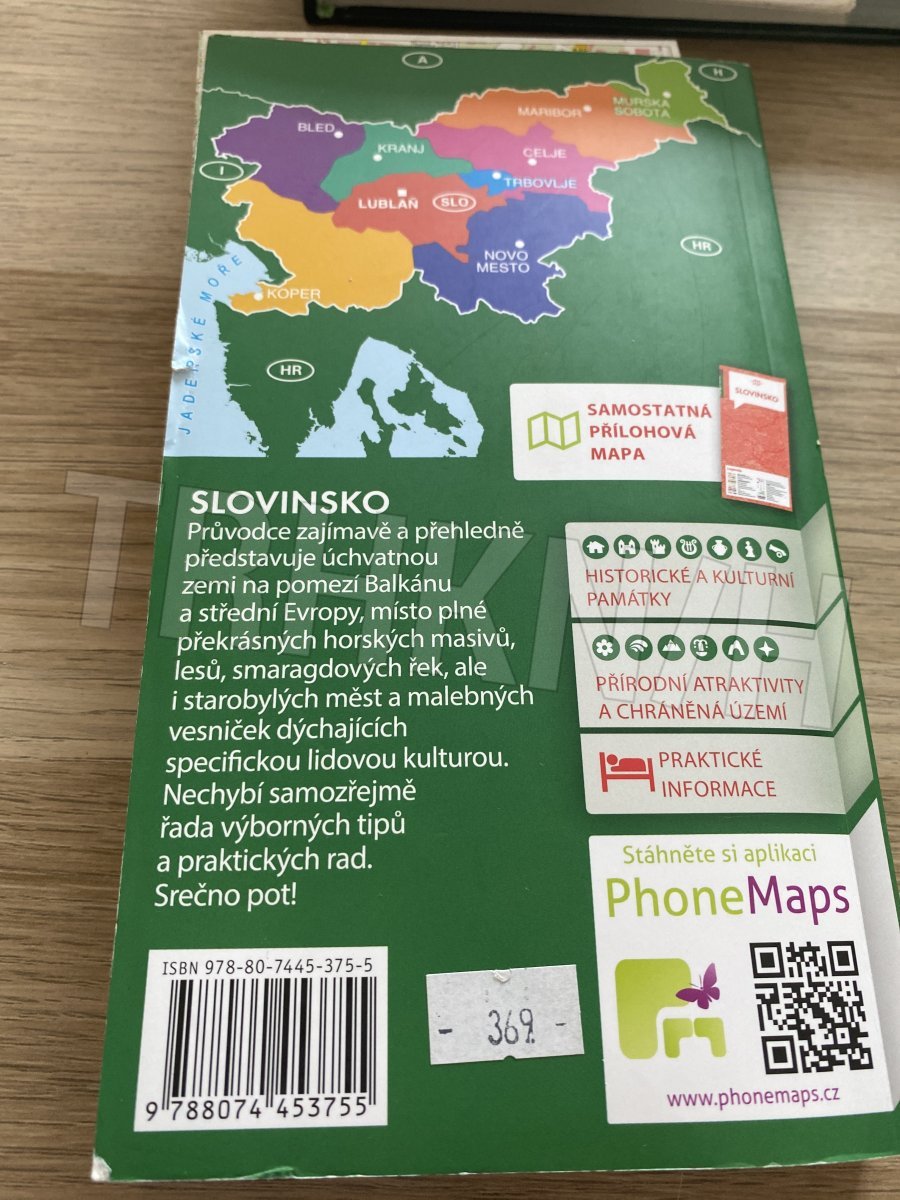 A
H
MURSKA
SOBOTA
MARIBOR
BLED
KRANJ
CELJE
I
TRBOVLJE
LUBLAŇ
SLO
HR
NOVO
MESTO
KOPER
JADERSKÉ MOŘE
HR
SLOVINSKO
SAMOSTATNÁ
PŘÍLOHOVÁ
MAPA
SLOVINSKO
Průvodce zajímavě a přehledně
představuje úchvatnou
zemi na pomezí Balkánu
a střední Evropy, místo plné
překrásných horských masivů,
lesů, smaragdových řek, ale
i starobylých měst a malebných
vesniček dýchajících
specifickou lidovou kulturou.
Nechybí samozřejmě
řada výborných tipů
a praktických rad.
Srečno pot!
HISTORICKÉ A KULTURNÍ
PAMÁTKY
PŘÍRODNÍ ATRAKTIVITY
A CHRÁNĚNÁ ÚZEMÍ
PRAKTICKÉ
INFORMACE
Stáhněte si aplikaci
PhoneMaps
www.phonemaps.cz
ISBN 978-80-7445-375-5
9 788074 453755
- 369. -